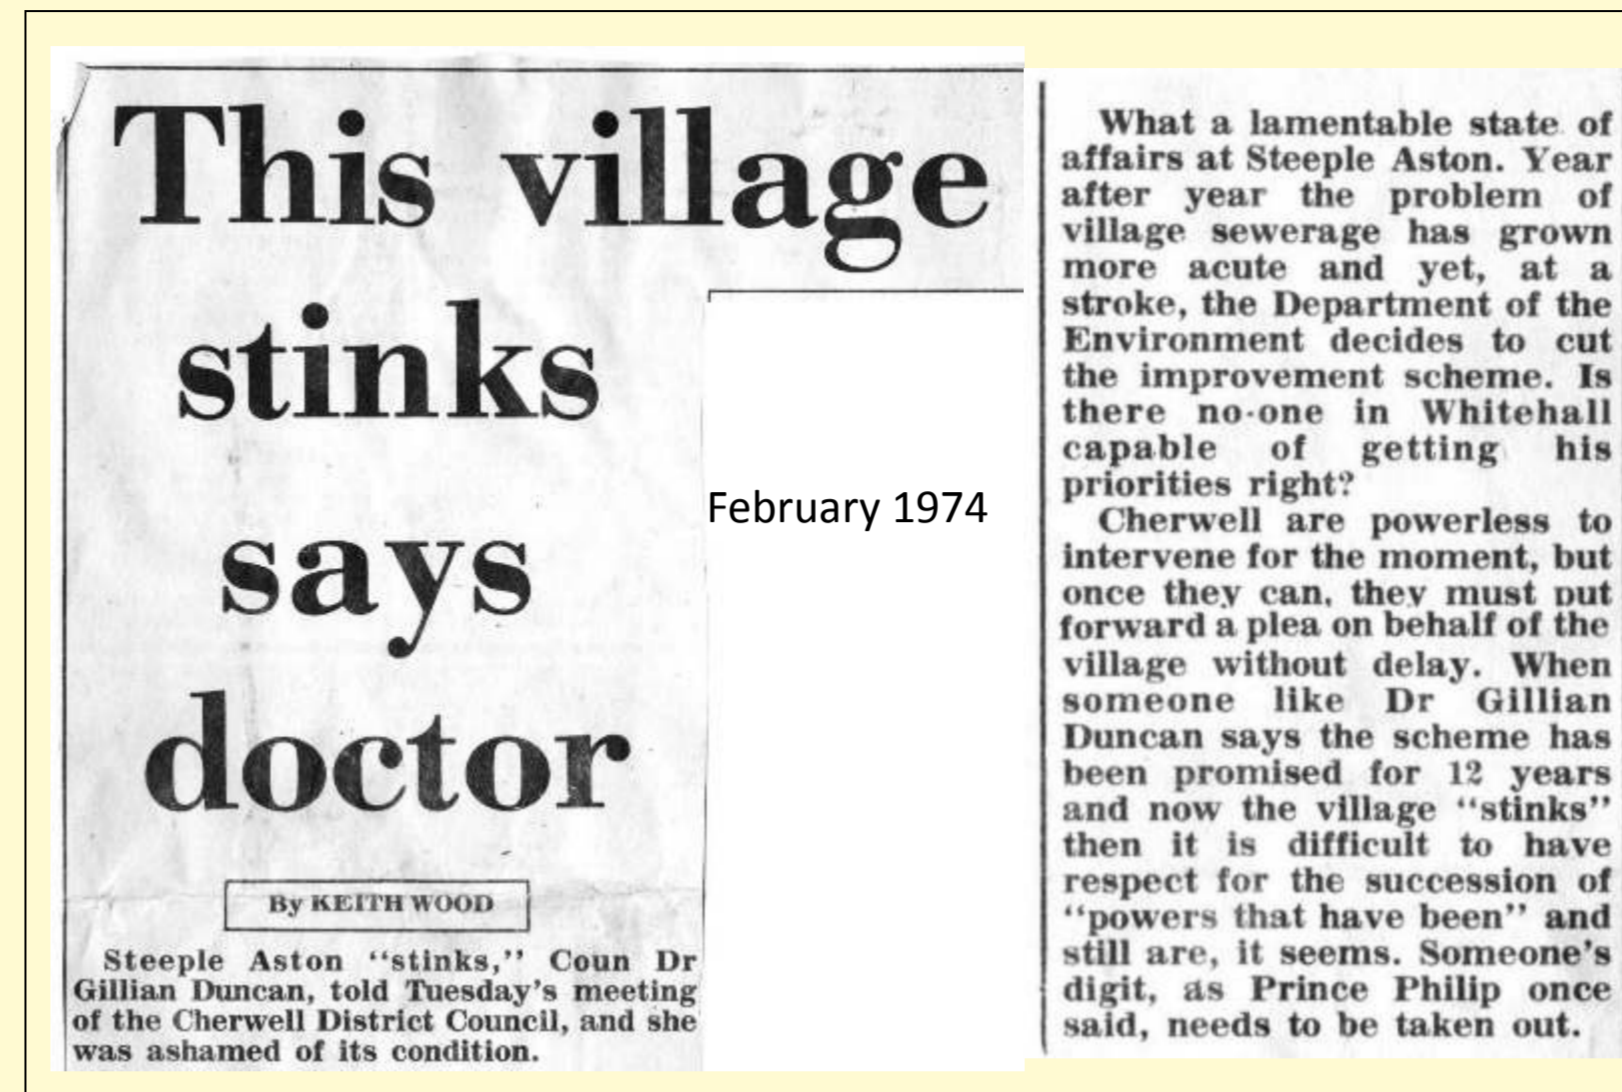 This village
stinks
says
doctor
By KEITH WOOD
Steeple Aston “stinks,” Coun Dr
Gillian Duncan, told Tuesday’s meeting
of the Cherwell District Council, and she
was ashamed of its condition.
February 1974
What a lamentable state of
affairs at Steeple Aston. Year
after year the problem of
village sewerage has grown
more acute and yet, at a
stroke, the Department of the
Environment decides to cut
the improvement scheme. Is
there no-one in Whitehall
capable of getting his
priorities right?
Cherwell are powerless to
intervene for the moment, but
once they can, they must put
forward a plea on behalf of the
village without delay. When
someone like Dr Gillian
Duncan says the scheme has
been promised for 12 years
and now the village “stinks”
then it is difficult to have
respect for the succession of
“powers that have been” and
still are, it seems. Someone’s
digit, as Prince Philip once
said, needs to be taken out.